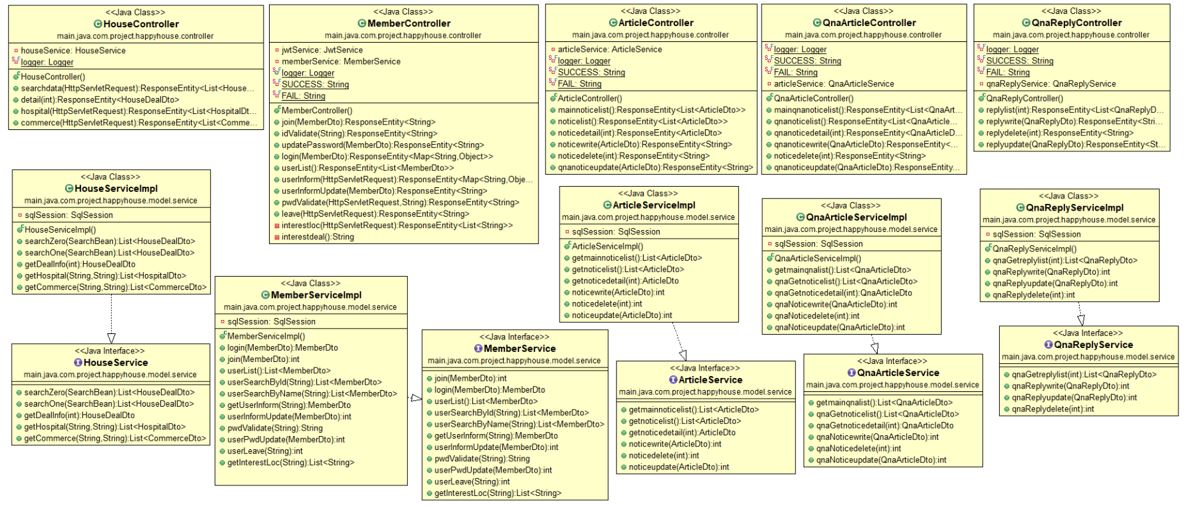 <<Java Class>>
HouseController
main.java.com.project.happyhouse.controller
houseService: HouseService
logger: Logger
HouseController()
searchdata(HttpServletRequest):ResponseEntity<List<House...
detail(int):ResponseEntity<HouseDealDto>
hospital(HttpServletRequest):ResponseEntity<List<HospitalDt...
commerce(HttpServletRequest):ResponseEntity<List<Comme...
<<Java Class>>
MemberController
main.java.com.project.happyhouse.controller
jwtService: JwtService
memberService: MemberService
logger: Logger
SUCCESS: String
FAIL: String
MemberController()
join(MemberDto):ResponseEntity<String>
idValidate(String):ResponseEntity<String>
updatePassword(MemberDto):ResponseEntity<String>
login(MemberDto):ResponseEntity<Map<String,Object>>
userList():ResponseEntity<List<MemberDto>>
userInform(HttpServletRequest):ResponseEntity<Map<String,Obje...
userInformUpdate(MemberDto):ResponseEntity<String>
pwdValidate(HttpServletRequest,String):ResponseEntity<String>
leave(HttpServletRequest):ResponseEntity<String>
interestloc(HttpServletRequest):ResponseEntity<List<String>>
interestdeal():String
<<Java Class>>
ArticleController
main.java.com.project.happyhouse.controller
articleService: ArticleService
logger: Logger
SUCCESS: String
FAIL: String
ArticleController()
mainnoticelist():ResponseEntity<List<ArticleDto>>
noticelist():ResponseEntity<List<ArticleDto>>
noticedetail(int):ResponseEntity<ArticleDto>
noticewrite(ArticleDto):ResponseEntity<String>
noticedelete(int):ResponseEntity<String>
noticeupdate(ArticleDto):ResponseEntity<String>
<<Java Class>>
QnaArticleController
main.java.com.project.happyhouse.controller
logger: Logger
SUCCESS: String
FAIL: String
articleService: QnaArticleService
QnaArticleController()
mainqnanoticelist():ResponseEntity<List<QnaArt...
qnanoticelist():ResponseEntity<List<QnaArticle...
qnanoticedetail(int):ResponseEntity<QnaArticle...
qnanoticewrite(QnaArticleDto):ResponseEntity<...
noticedelete(int):ResponseEntity<String>
qnanoticeupdate(QnaArticleDto):ResponseEntity...
<<Java Class>>
QnaReplyController
main.java.com.project.happyhouse.controller
logger: Logger
SUCCESS: String
FAIL: String
qnaReplyService: QnaReplyService
QnaReplyController()
replylist(int):ResponseEntity<List<QnaReplyD...
replywrite(QnaReplyDto):ResponseEntity<Stri...
replydelete(int):ResponseEntity<String>
replyupdate(QnaReplyDto):ResponseEntity<St...
<<Java Class>>
HouseServiceImpl
main.java.com.project.happyhouse.model.service
sqlSession: SqlSession
HouseServiceImpl()
searchZero(SearchBean):List<HouseDealDto>
searchOne(SearchBean):List<HouseDealDto>
getDealInfo(int):HouseDealDto
getHospital(String,String):List<HospitalDto>
getCommerce(String,String):List<CommerceDto>
<<Java Class>>
MemberServiceImpl
main.java.com.project.happyhouse.model.service
sqlSession: SqlSession
MemberServiceImpl()
login(MemberDto):MemberDto
join(MemberDto):int
userList():List<MemberDto>
userSearchById(String):List<MemberDto>
userSearchByName(String):List<MemberDto>
getUserInform(String):MemberDto
userInformUpdate(MemberDto):int
pwdValidate(String):String
userPwdUpdate(MemberDto):int
userLeave(String):int
getInterestLoc(String):List<String>
<<Java Class>>
ArticleServiceImpl
main.java.com.project.happyhouse.model.service
sqlSession: SqlSession
ArticleServiceImpl()
getmainnoticelist():List<ArticleDto>
getnoticelist():List<ArticleDto>
getnoticedetail(int):ArticleDto
noticewrite(ArticleDto):int
noticedelete(int):int
noticeupdate(ArticleDto):int
<<Java Class>>
QnaArticleServiceImpl
main.java.com.project.happyhouse.model.service
sqlSession: SqlSession
QnaArticleServiceImpl()
getmainqnalist():List<QnaArticleDto>
qnaGetnoticelist():List<QnaArticleDto>
qnaGetnoticedetail(int):QnaArticleDto
qnaNoticewrite(QnaArticleDto):int
qnaNoticedelete(int):int
qnaNoticeupdate(QnaArticleDto):int
<<Java Class>>
QnaReplyServiceImpl
main.java.com.project.happyhouse.model.service
sqlSession: SqlSession
QnaReplyServiceImpl()
qnaGetreplylist(int):List<QnaReplyDto>
qnaReplywrite(QnaReplyDto):int
qnaReplyupdate(QnaReplyDto):int
qnaReplydelete(int):int
<<Java Interface>>
HouseService
main.java.com.project.happyhouse.model.service
searchZero(SearchBean):List<HouseDealDto>
searchOne(SearchBean):List<HouseDealDto>
getDealInfo(int):HouseDealDto
getHospital(String,String):List<HospitalDto>
getCommerce(String,String):List<CommerceDto>
<<Java Interface>>
MemberService
main.java.com.project.happyhouse.model.service
join(MemberDto):int
login(MemberDto):MemberDto
userList():List<MemberDto>
userSearchById(String):List<MemberDto>
userSearchByName(String):List<MemberDto>
getUserInform(String):MemberDto
userInformUpdate(MemberDto):int
pwdValidate(String):String
userPwdUpdate(MemberDto):int
userLeave(String):int
getInterestLoc(String):List<String>
<<Java Interface>>
ArticleService
main.java.com.project.happyhouse.model.service
getmainnoticelist():List<ArticleDto>
getnoticelist():List<ArticleDto>
getnoticedetail(int):ArticleDto
noticewrite(ArticleDto):int
noticedelete(int):int
noticeupdate(ArticleDto):int
<<Java Interface>>
QnaArticleService
main.java.com.project.happyhouse.model.service
getmainqnalist():List<QnaArticleDto>
qnaGetnoticelist():List<QnaArticleDto>
qnaGetnoticedetail(int):QnaArticleDto
qnaNoticewrite(QnaArticleDto):int
qnaNoticedelete(int):int
qnaNoticeupdate(QnaArticleDto):int
<<Java Interface>>
QnaReplyService
main.java.com.project.happyhouse.model.service
qnaGetreplylist(int):List<QnaReplyDto>
qnaReplywrite(QnaReplyDto):int
qnaReplyupdate(QnaReplyDto):int
qnaReplydelete(int):int